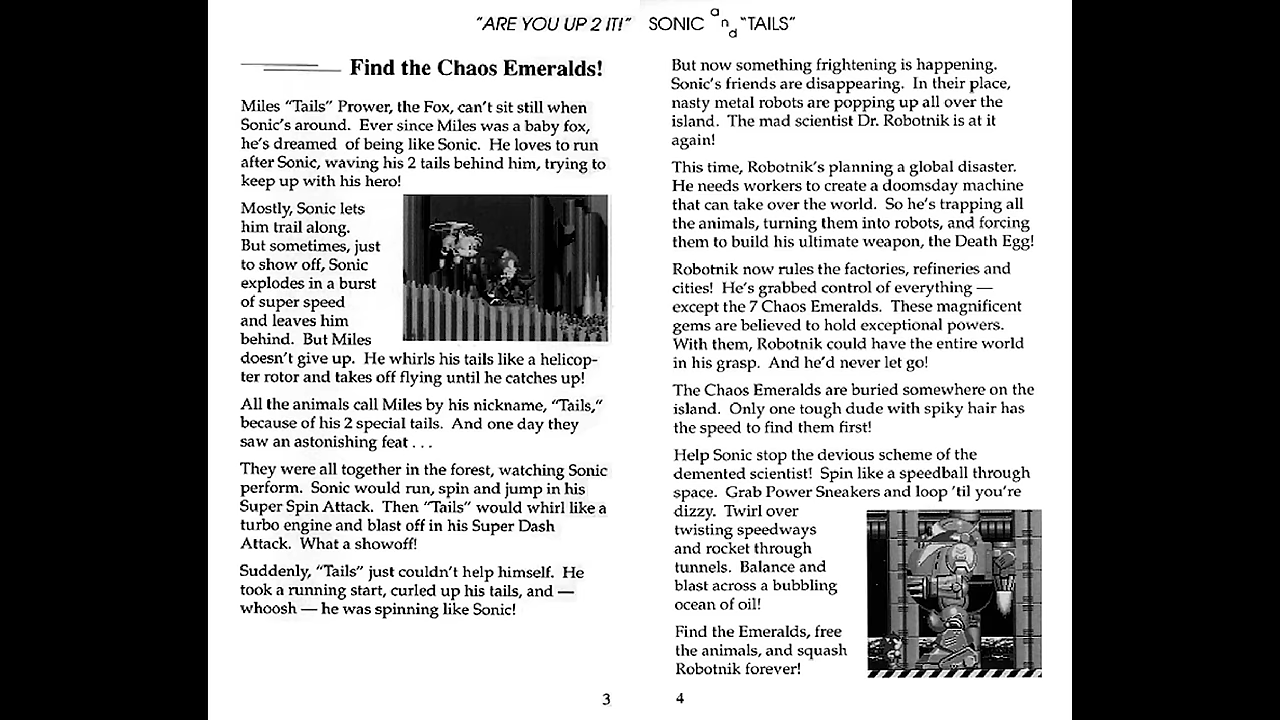 "ARE YOU UP 2 IT!" SONIC and "TAILS"
Find the Chaos Emeralds!
Miles "Tails" Prower, the Fox, can't sit still when
Sonic's around. Ever since Miles was a baby fox,
he's dreamed of being like Sonic. He loves to run
after Sonic, waving his 2 tails behind him, trying to
keep up with his hero!
Mostly, Sonic lets
him trail along.
But sometimes, just
to show off, Sonic
explodes in a burst
of super speed
and leaves him
behind. But Miles
doesn't give up. He whirls his tails like a helicop-
ter rotor and takes off flying until he catches up!
All the animals call Miles by his nickname, "Tails,"
because of his 2 special tails. And one day they
saw an astonishing feat . . .
They were all together in the forest, watching Sonic
perform. Sonic would run, spin and jump in his
Super Spin Attack. Then "Tails" would whirl like a
turbo engine and blast off in his Super Dash
Attack. What a showoff!
Suddenly, "Tails" just couldn't help himself. He
took a running start, curled up his tails, and —
whoosh — he was spinning like Sonic!
3
But now something frightening is happening.
Sonic's friends are disappearing. In their place,
nasty metal robots are popping up all over the
island. The mad scientist Dr. Robotnik is at it
again!
This time, Robotnik's planning a global disaster.
He needs workers to create a doomsday machine
that can take over the world. So he's trapping all
the animals, turning them into robots, and forcing
them to build his ultimate weapon, the Death Egg!
Robotnik now rules the factories, refineries and
cities! He's grabbed control of everything —
except the 7 Chaos Emeralds. These magnificent
gems are believed to hold exceptional powers.
With them, Robotnik could have the entire world
in his grasp. And he'd never let go!
The Chaos Emeralds are buried somewhere on the
island. Only one tough dude with spiky hair has
the speed to find them first!
Help Sonic stop the devious scheme of the
demented scientist! Spin like a speedball through
space. Grab Power Sneakers and loop 'til you're
dizzy. Twirl over
twisting speedways
and rocket through
tunnels. Balance and
blast across a bubbling
ocean of oil!
Find the Emeralds, free
the animals, and squash
Robotnik forever!
4